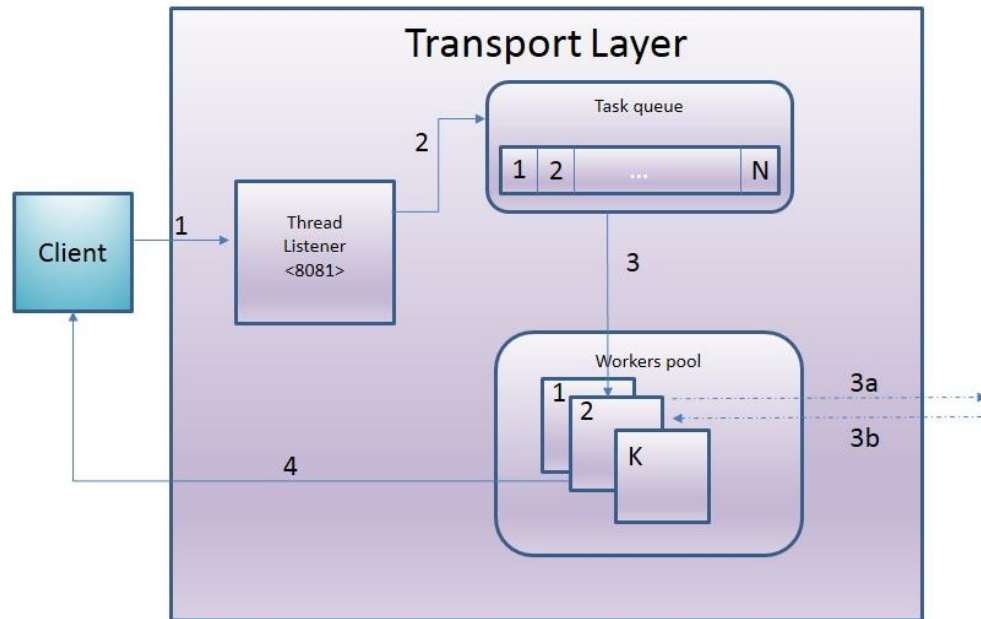 Transport Layer
Task queue
1 2 ... N
2
Thread
Listener
<8081>
1
Client
3
Workers pool
1
2
K
3a
3b
4